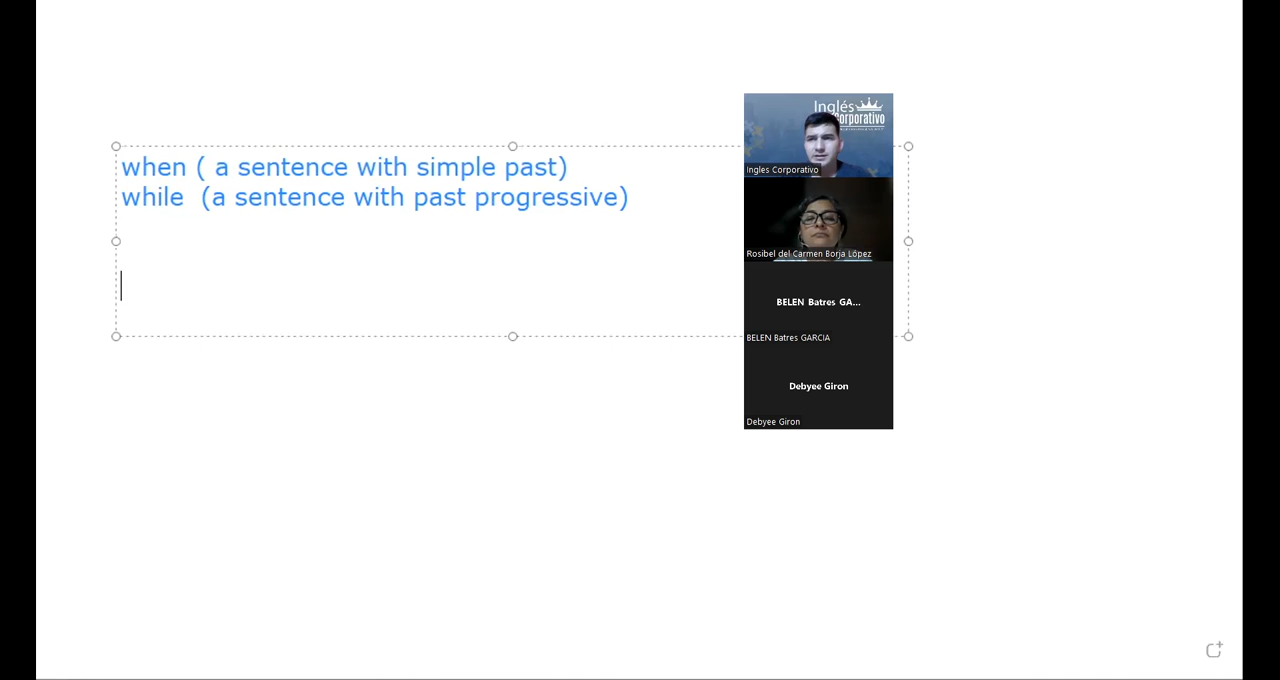 Inglés
Corporativo
when ( a sentence with simple past)
Ingles Corporativo
while  (a sentence with past progressive)
Rosibel del Carmen Borja López
BELEN Batres GA...
BELEN Batres GARCIA
Debyee Giron
Debyee Giron